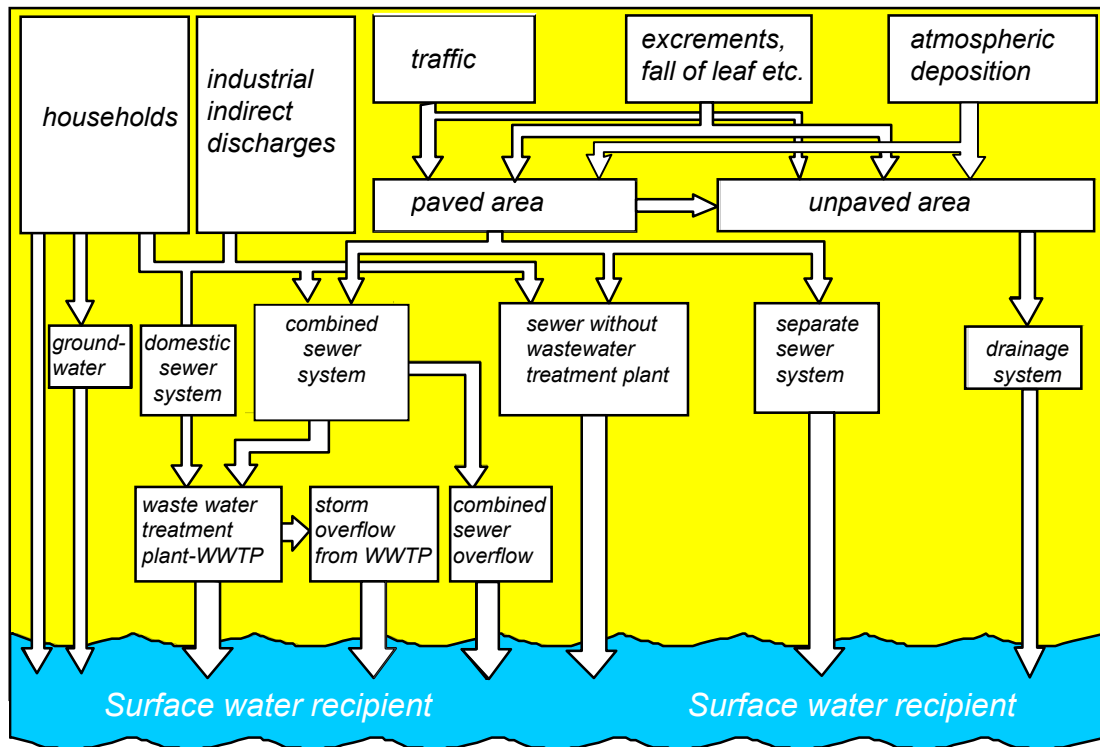 households
industrial
indirect
discharges
traffic
excrements,
fall of leaf etc.
atmospheric
deposition
paved area
unpaved area
ground-
water
domestic
sewer
system
combined
sewer
system
sewer without
wastewater
treatment plant
separate
sewer
system
drainage
system
waste water
treatment
plant-WWTP
storm
overflow
from WWTP
combined
sewer
overflow
Surface water recipient
Surface water recipient